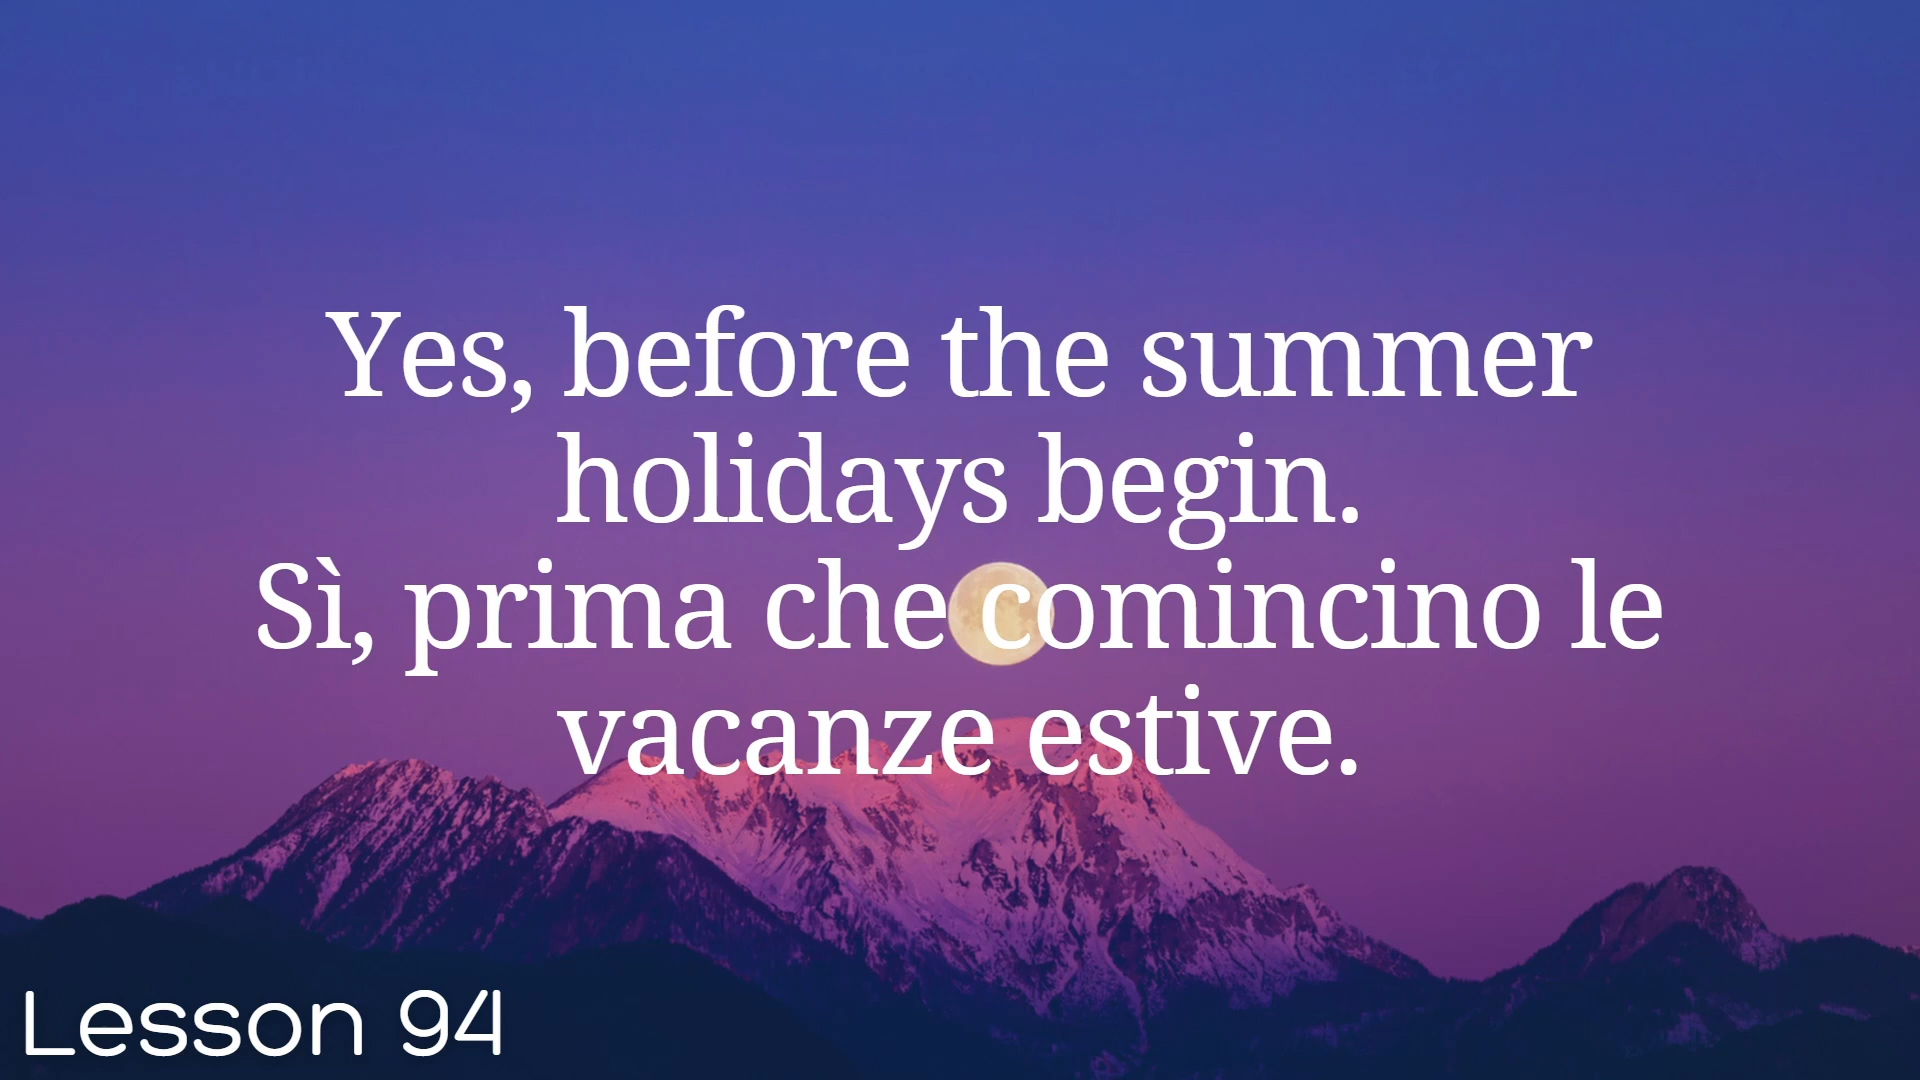 Yes, before the summer
holidays begin.
Sì, prima che comincino le
vacanze estive.
Lesson 94